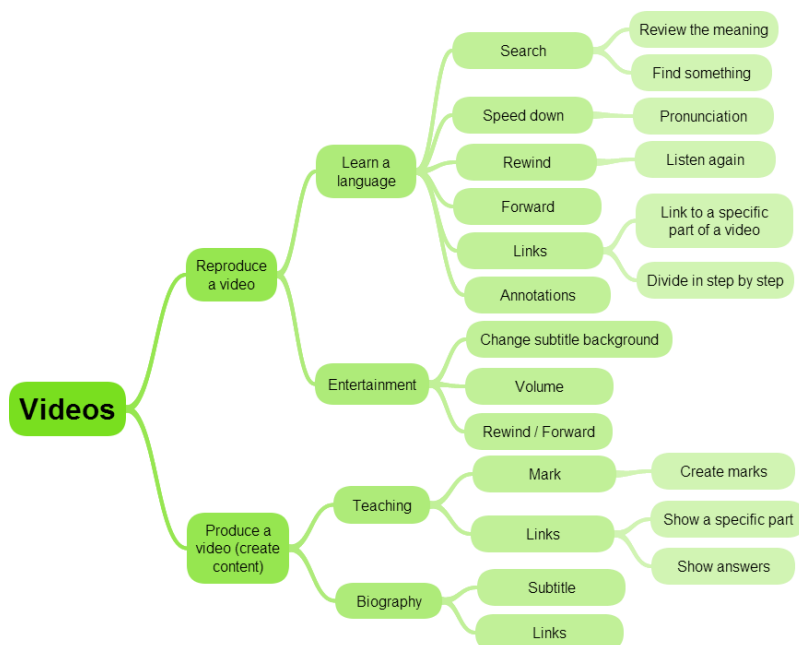 Videos
Reproduce
a video
Learn a
language
Search
Review the meaning
Find something
Speed down
Pronunciation
Rewind
Listen again
Forward
Links
Link to a specific
part of a video
Divide in step by step
Annotations
Entertainment
Change subtitle background
Volume
Rewind / Forward
Produce a
video (create
content)
Teaching
Mark
Create marks
Links
Show a specific part
Show answers
Biography
Subtitle
Links